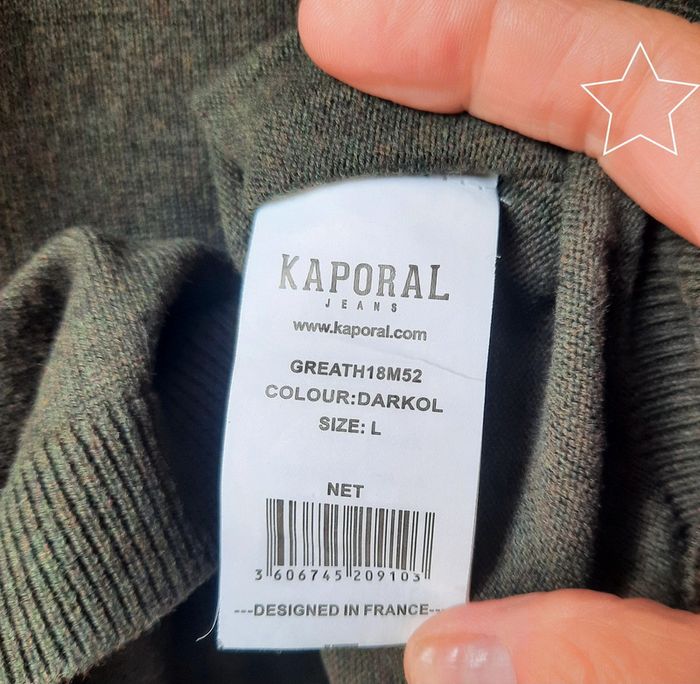 KAPORAL
JEANS
www.kaporal.com
GREATH18M52
COLOUR:DARKOL
SIZE: L
NET
3 606745 209103
---DESIGNED IN FRANCE---